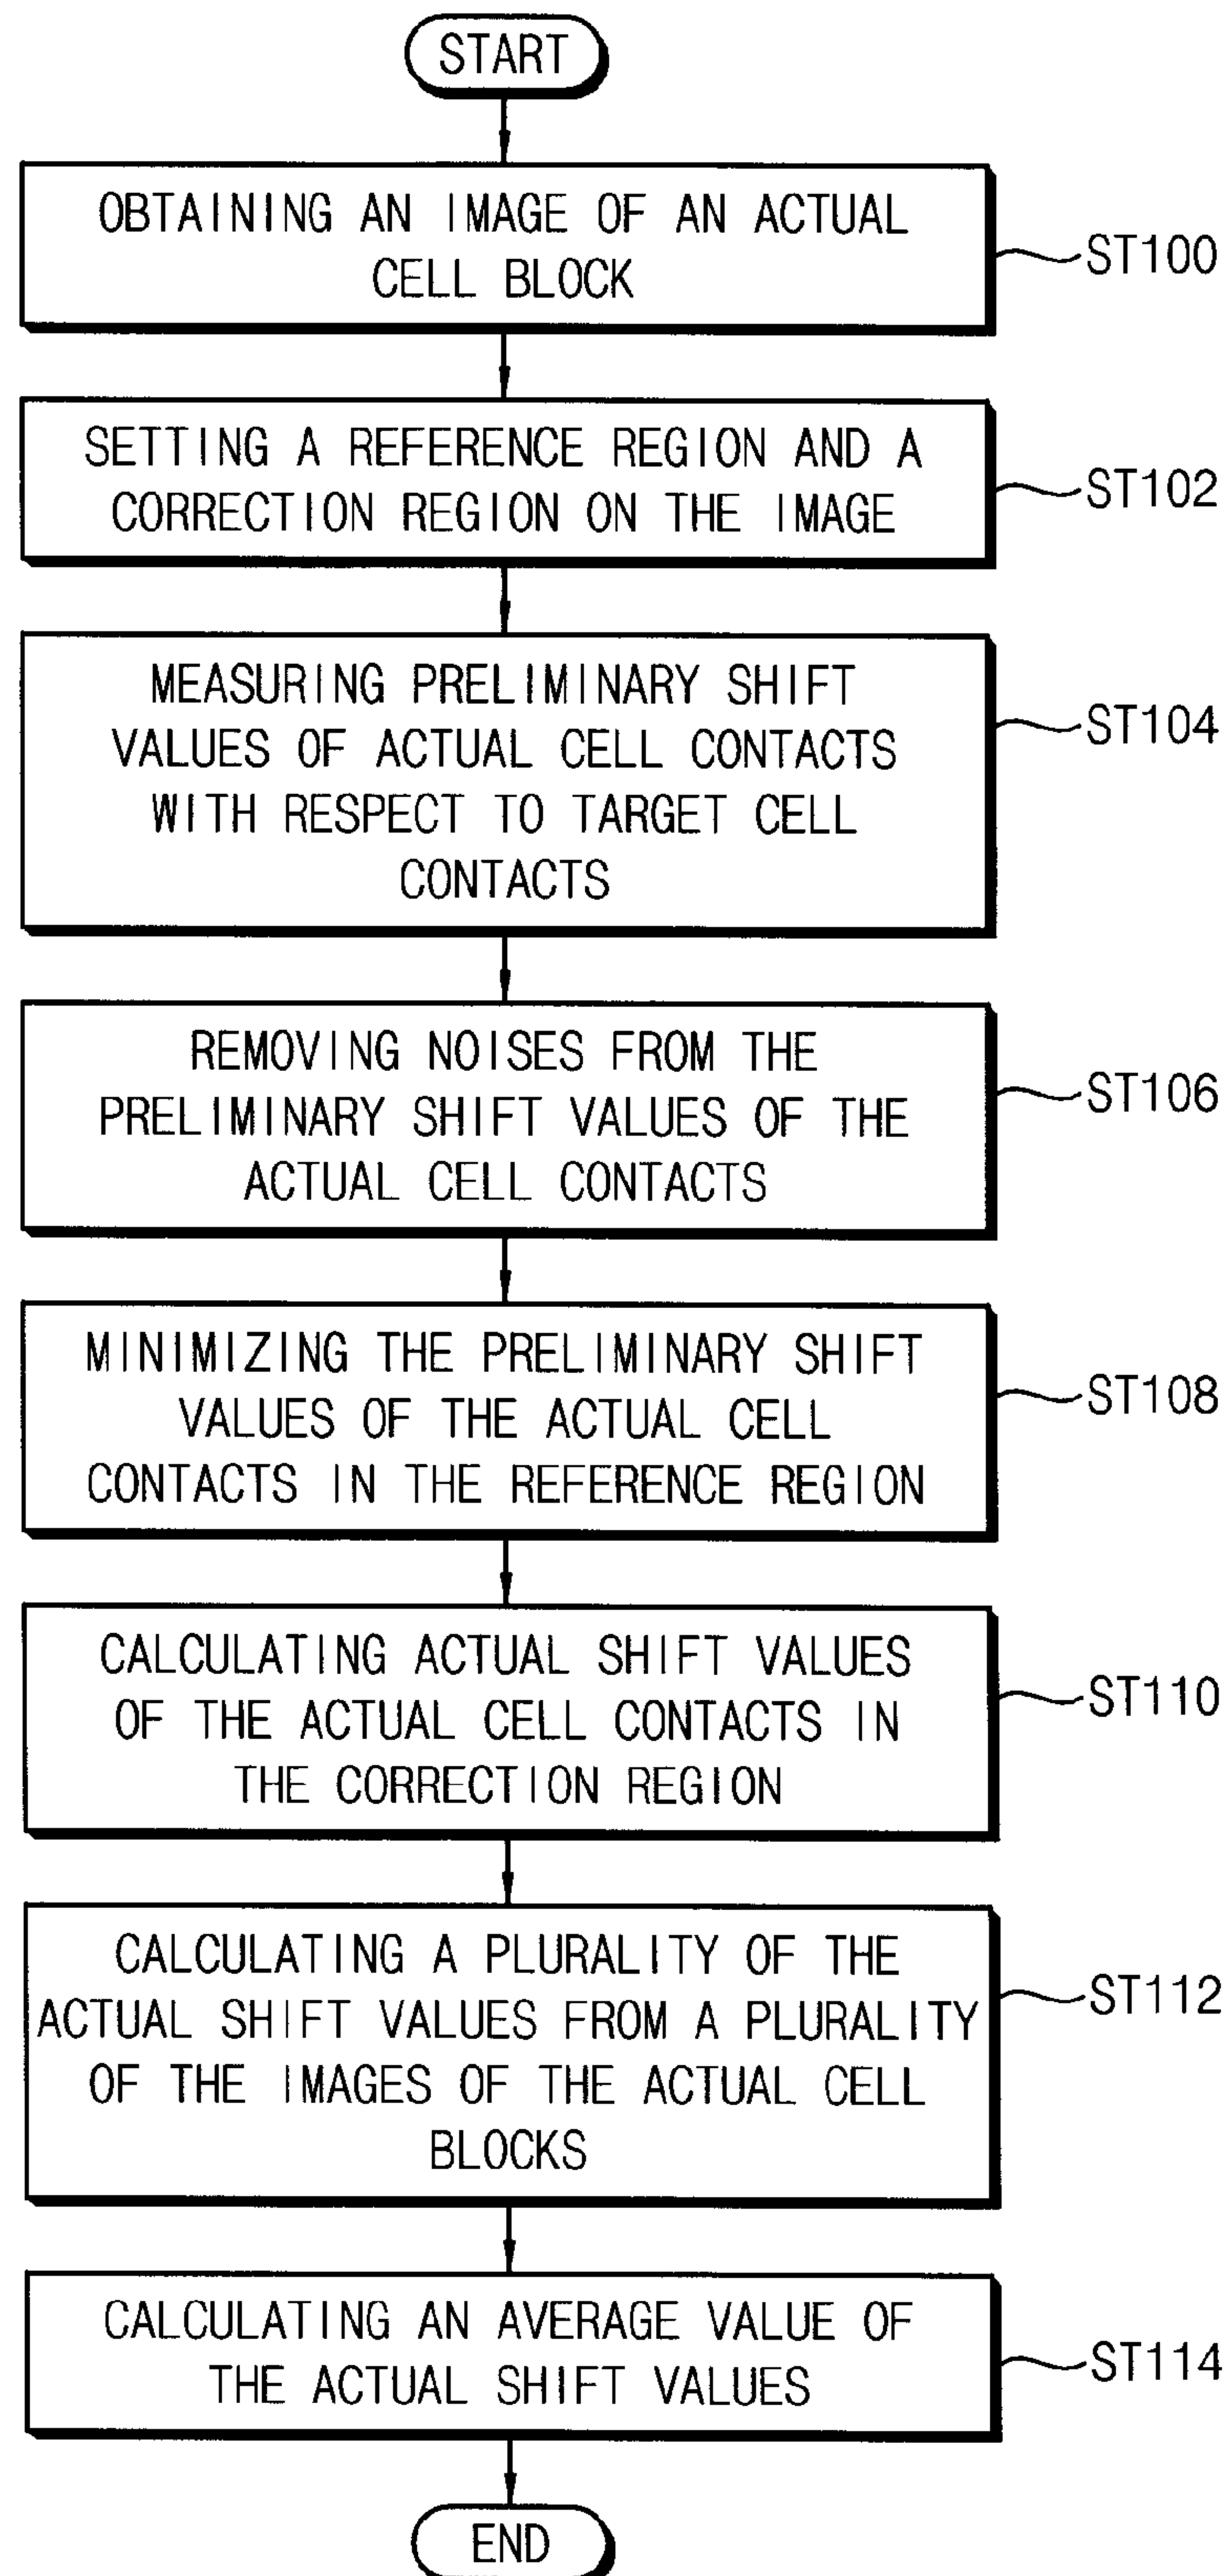 START
OBTAINING AN IMAGE OF AN ACTUAL
CELL BLOCK
ST100
SETTING A REFERENCE REGION AND A
CORRECTION REGION ON THE IMAGE
ST102
MEASURING PRELIMINARY SHIFT
VALUES OF ACTUAL CELL CONTACTS
WITH RESPECT TO TARGET CELL
CONTACTS
ST104
REMOVING NOISES FROM THE
PRELIMINARY SHIFT VALUES OF THE
ACTUAL CELL CONTACTS
ST106
MINIMIZING THE PRELIMINARY SHIFT
VALUES OF THE ACTUAL CELL
CONTACTS IN THE REFERENCE REGION
ST108
CALCULATING ACTUAL SHIFT VALUES
OF THE ACTUAL CELL CONTACTS IN
THE CORRECTION REGION
ST110
CALCULATING A PLURALITY OF THE
ACTUAL SHIFT VALUES FROM A PLURALITY
OF THE IMAGES OF THE ACTUAL CELL
BLOCKS
ST112
CALCULATING AN AVERAGE VALUE OF
THE ACTUAL SHIFT VALUES
ST114
END